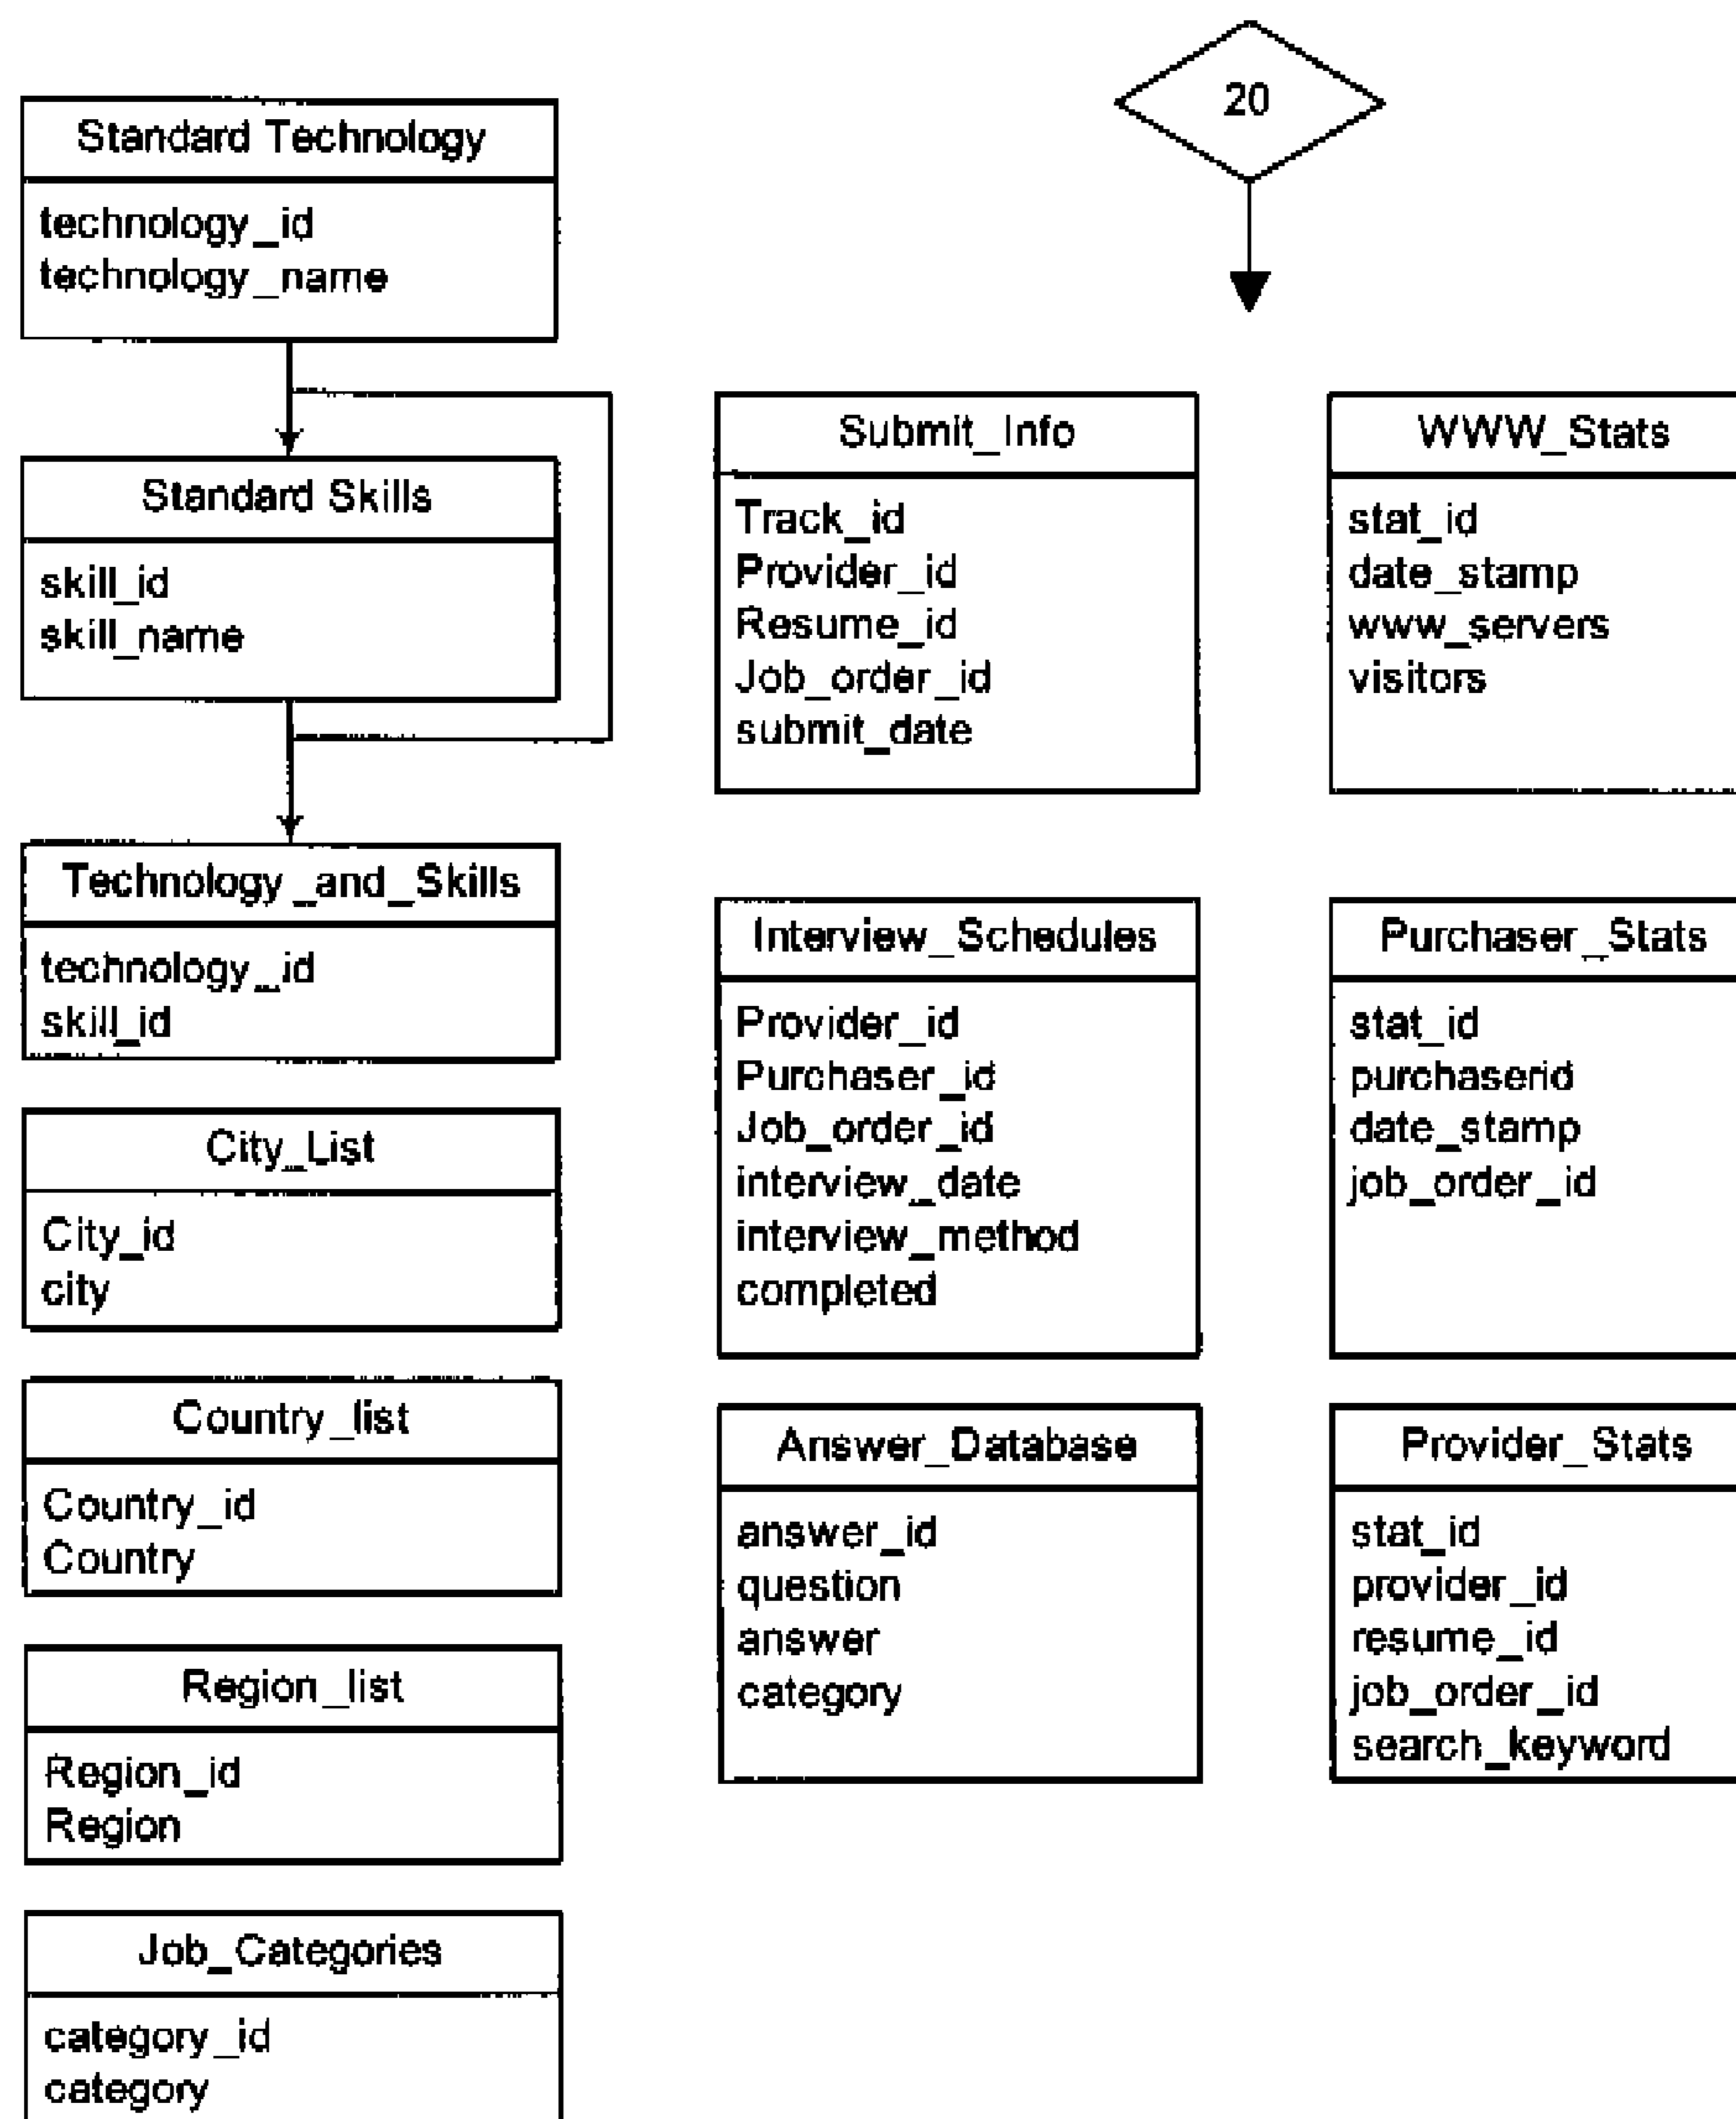 20
Standard Technology
technology_id
technology_name
Standard Skills
skill_id
skill_name
Technology_and_Skills
technology_id
skill_id
City_List
City_id
city
Country_list
Country_id
Country
Region_list
Region_id
Region
Job_Categories
category_id
category
Submit_Info
Track_id
Provider_id
Resume_id
Job_order_id
submit_date
Interview_Schedules
Provider_id
Purchaser_id
Job_order_id
interview_date
interview_method
completed
Answer_Database
answer_id
question
answer
category
WWW_Stats
stat_id
date_stamp
www_servers
visitors
Purchaser_Stats
stat_id
purchaserid
date_stamp
job_order_id
Provider_Stats
stat_id
provider_id
resume_id
job_order_id
search_keyword